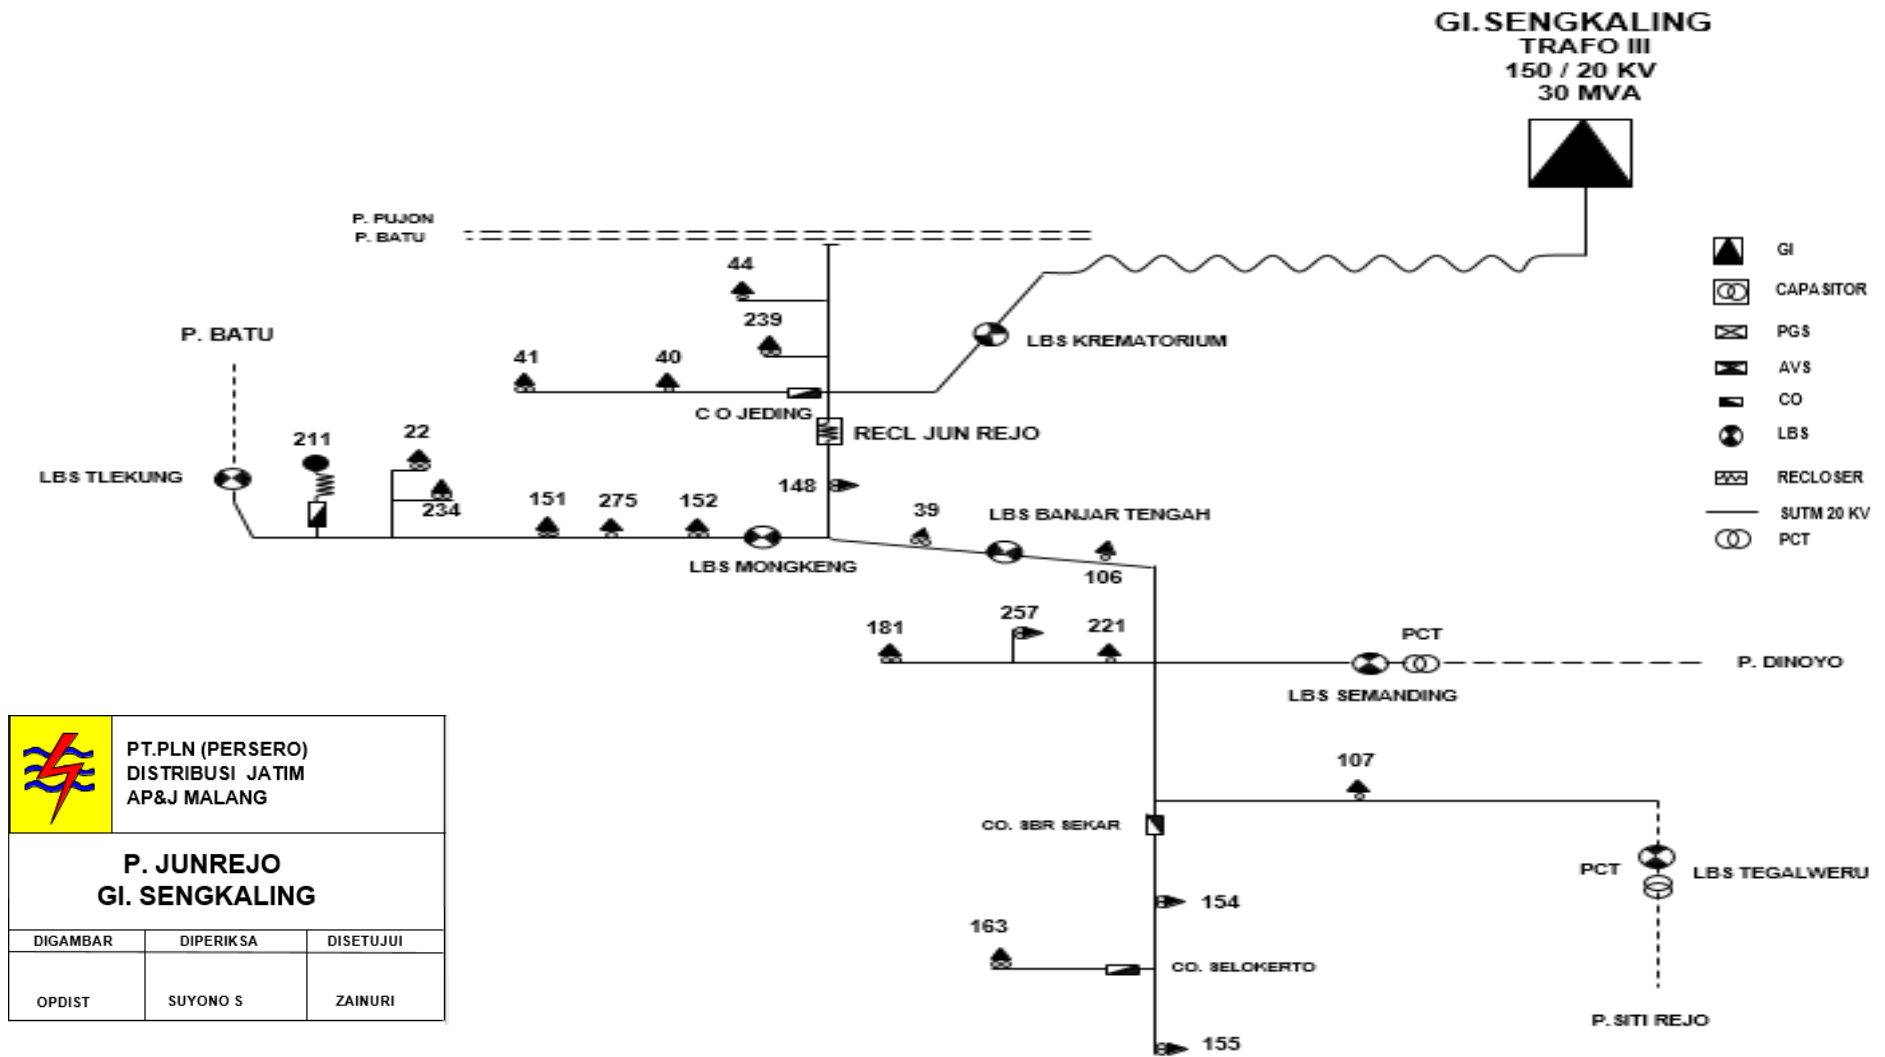 GI.SENGKALING
TRAFO III
150 / 20 KV
30 MVA
P. PUJON
P. BATU
GI
44
CAPASITOR
239
P. BATU
PGS
LBS KREMATORIUM
41
40
AVS
CO
C O JEDING
RECL JUN REJO
LBS
22
211
LBS TLEKUNG
RECLOSER
148
151
275
152
234
39
LBS BANJAR TENGAH
SUTM 20 KV
PCT
LBS MONGKENG
106
181
257
221
PCT
P. DINOYO
LBS SEMANDING
107
CO. SBR SEKAR
PCT
LBS TEGALWERU
154
163
CO. SELOKERTO
P.SITI REJO
155
PT.PLN (PERSERO)
DISTRIBUSI JATIM
AP&J MALANG
P. JUNREJO
GI. SENGKALING
DIGAMBAR
DIPERIKSA
DISETUJUI
OPDIST
SUYONO S
ZAINURI